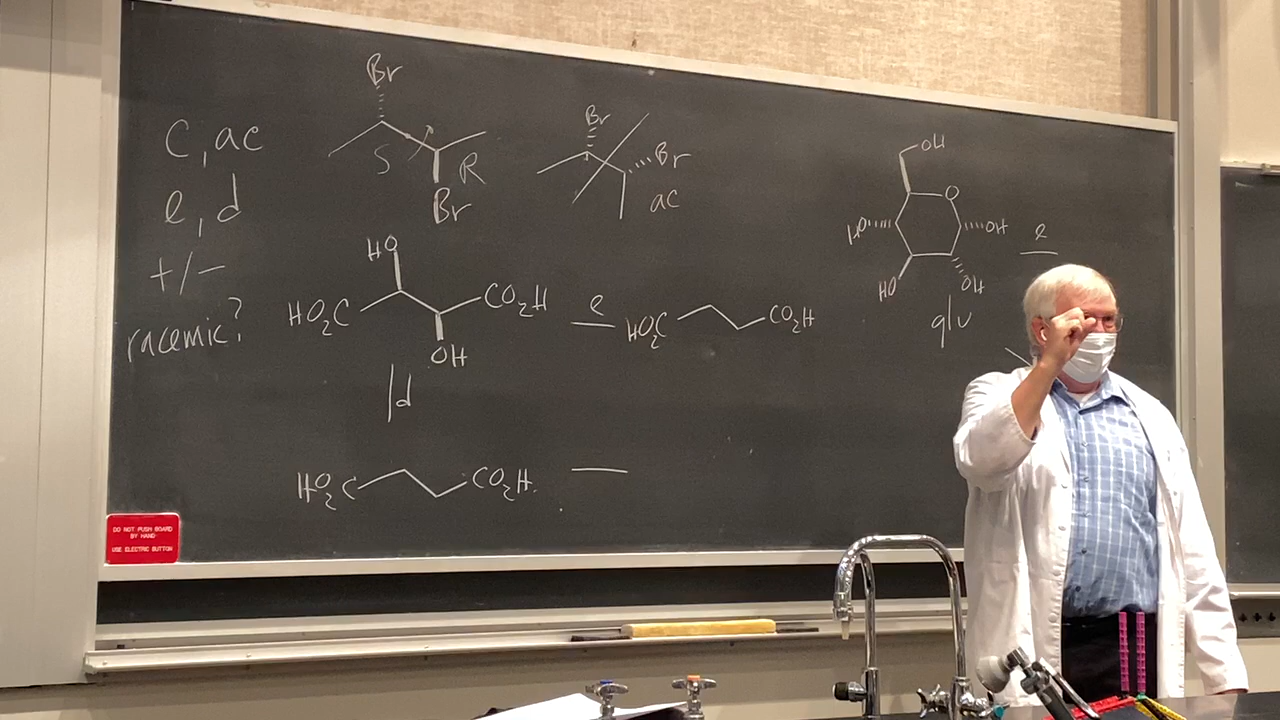 C, ac
e, d
+/-
racemic?
Br
S
R
Br
Br
Br
ac
HO
HO₂C
CO₂H
OH
d
e
HO₂C
CO₂H
HO₂C
CO₂H.
OH
O
HO
OH
HO
OH
glu
e
DO NOT PUSH BOARD
BY HAND
USE ELECTRIC BUTTON